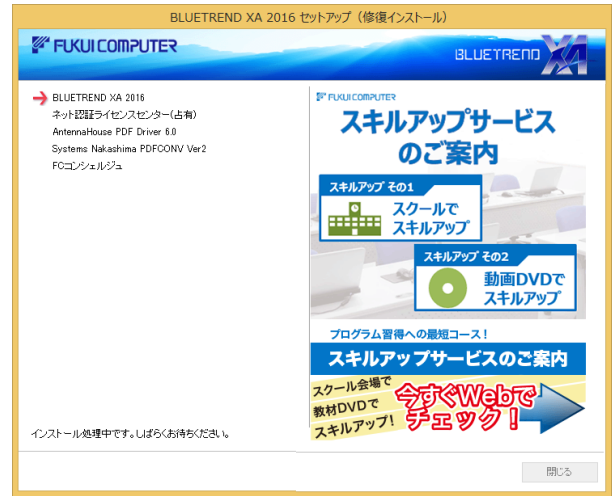 BLUETREND XA 2016 セットアップ（修復インストール）
FUKUI COMPUTER
BLUETREND XA
BLUETREND XA 2016
ネット認証ライセンスセンター(占有)
AntennaHouse PDF Driver 6.0
Systems Nakashima PDFCONV Ver2
FCコンシェルジュ
インストール処理中です。しばらくお待ちください。
FUKUI COMPUTER
スキルアップサービス
のご案内
スキルアップ その1
スクールで
スキルアップ
スキルアップ その2
動画DVDで
スキルアップ
プログラム習得への最短コース！
スキルアップサービスのご案内
スクール会場で
教材DVDで
スキルアップ！
今すぐWebで
チェック！
閉じる